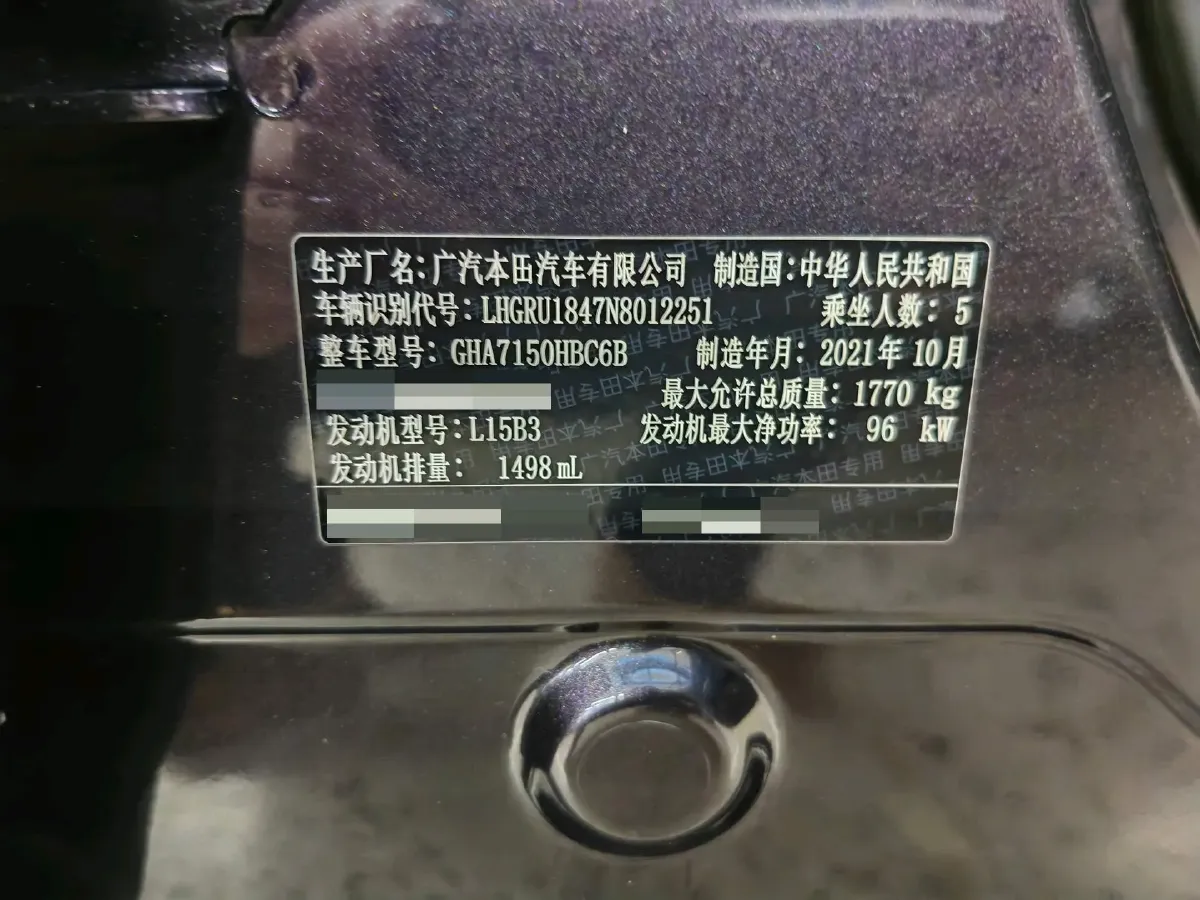 生产厂名：广汽本田汽车有限公司 制造国：中华人民共和国
车辆识别代号：LHGRU1847N8012251 乘坐人数：5
整车型号：GHA7150HBC6B 制造年月：2021年10月
最大允许总质量：1770 kg
发动机型号：L15B3 发动机最大净功率：96 kW
发动机排量：1498 mL